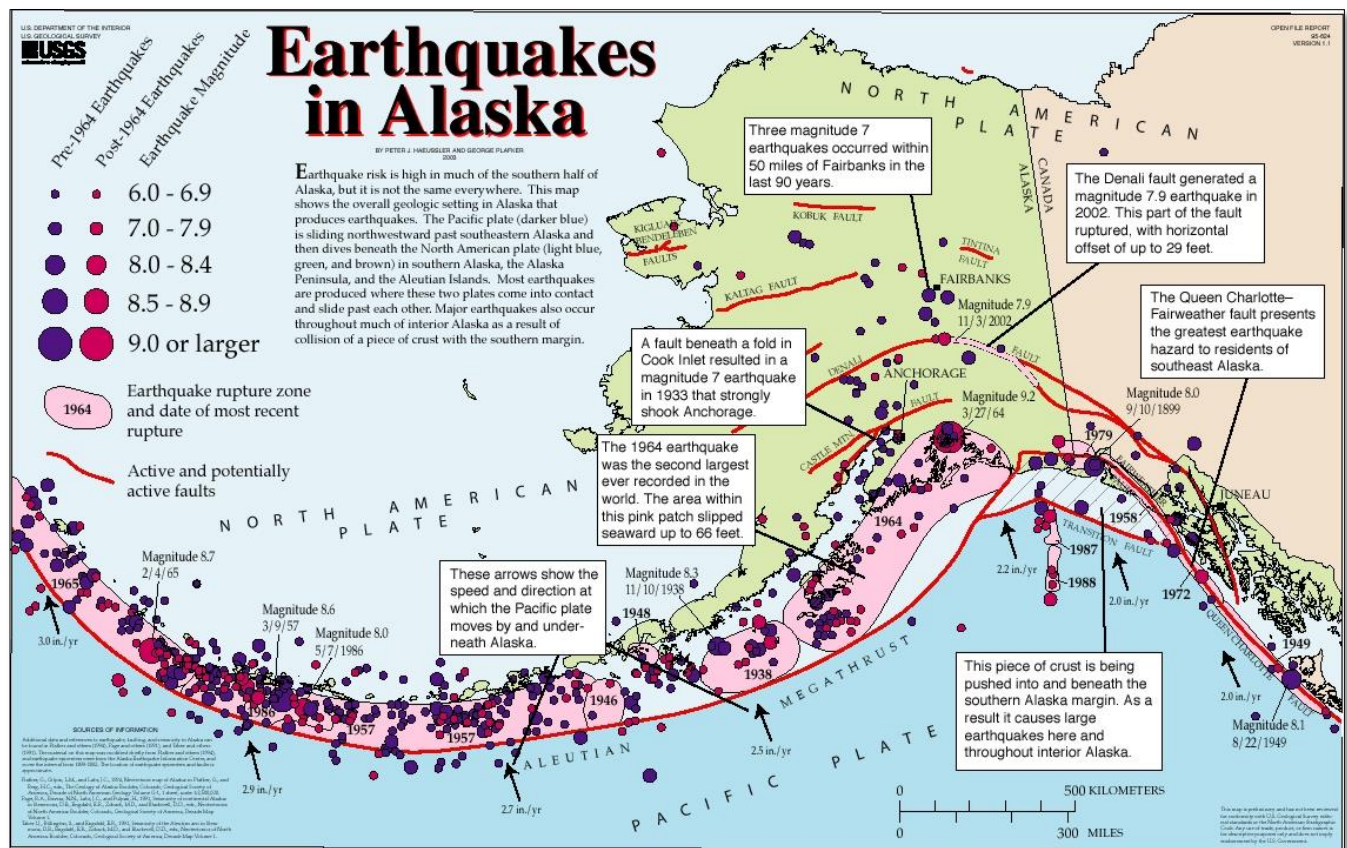 U.S. DEPARTMENT OF THE INTERIOR
U.S. GEOLOGICAL SURVEY
USGS
OPEN FILE REPORT
95-624
VERSION 1.1
Earthquakes
in Alaska
BY PETER J. HAEUSSLER AND GEORGE PLAFKER
Pre-1964 Earthquakes
Post-1964 Earthquakes
Earthquake Magnitude
6.0 - 6.9
7.0 - 7.9
8.0 - 8.4
8.5 - 8.9
9.0 or larger
1964
Earthquake rupture zone
and date of most recent
rupture
Active and potentially
active faults
Earthquake risk is high in much of the southern half of
Alaska, but it is not the same everywhere. This map
shows the overall geologic setting in Alaska that
produces earthquakes. The Pacific plate (darker blue)
is sliding northwestward past southeastern Alaska and
then dives beneath the North American plate (light blue,
green, and brown) in southern Alaska, the Alaska
Peninsula, and the Aleutian Islands. Most earthquakes
are produced where these two plates come into contact
and slide past each other. Major earthquakes also occur
throughout much of interior Alaska as a result of
collision of a piece of crust with the southern margin.
NORTH AMERICAN
PLATE
Three magnitude 7
earthquakes occurred within
50 miles of Fairbanks in the
last 90 years.
ALASKA
CANADA
The Denali fault generated a
magnitude 7.9 earthquake in
2002. This part of the fault
ruptured, with horizontal
offset of up to 29 feet.
KOBUK FAULT
FAULTS
TINTINA
FAULT
KALTAG FAULT
FAIRBANKS
Magnitude 7.9
11/3/2002
The Queen Charlotte–
Fairweather fault presents
the greatest earthquake
hazard to residents of
southeast Alaska.
A fault beneath a fold in
Cook Inlet resulted in a
magnitude 7 earthquake
in 1933 that strongly
shook Anchorage.
DENALI
FAULT
ANCHORAGE
Magnitude 9.2
3/27/64
CASTLE MTN.
FAULT
Magnitude 8.0
9/10/1899
1979
The 1964 earthquake
was the second largest
ever recorded in the
world. The area within
this pink patch slipped
seaward up to 66 feet.
NORTH AMERICAN
PLATE
JUNEAU
1964
1958
TRANSITION FAULT
1987
1988
2.2 in./yr
2.0 in./yr
1972
QUEEN CHARLOTTE
FAULT
1949
2.0 in./yr
Magnitude 8.1
8/22/1949
Magnitude 8.7
2/4/65
1965
3.0 in./yr
Magnitude 8.6
3/9/57
Magnitude 8.0
5/7/1986
These arrows show the
speed and direction at
which the Pacific plate
moves by and under-
neath Alaska.
Magnitude 8.3
11/10/1938
1948
1938
1946
1986
1957
1957
2.9 in./yr
2.7 in./yr
2.5 in./yr
ALEUTIAN
MEGATHRUST
PACIFIC PLATE
This piece of crust is being
pushed into and beneath the
southern Alaska margin. As a
result it causes large
earthquakes here and
throughout interior Alaska.
0 500 KILOMETERS
0 300 MILES
SOURCES OF INFORMATION